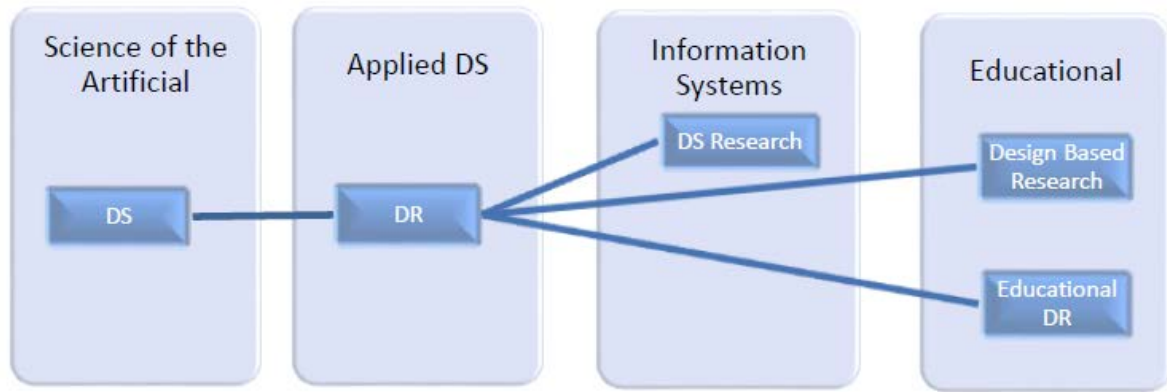 Science of the
Artificial
DS
Applied DS
DR
Information
Systems
DS Research
Educational
Design Based
Research
Educational
DR